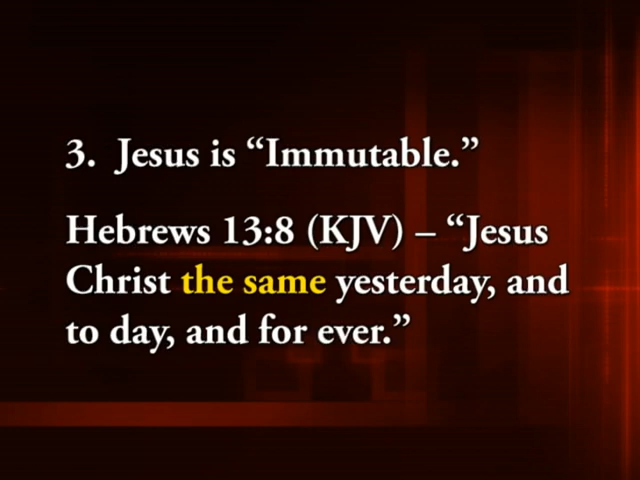 3. Jesus is “Immutable.”
Hebrews 13:8 (KJV) – “Jesus
Christ the same yesterday, and
to day, and for ever.”